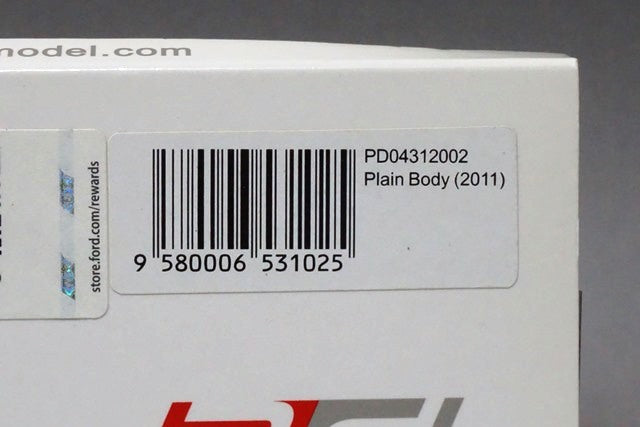 model.com
PD04312002
Plain Body (2011)
9 580006 531025
store.ford.com/rewards